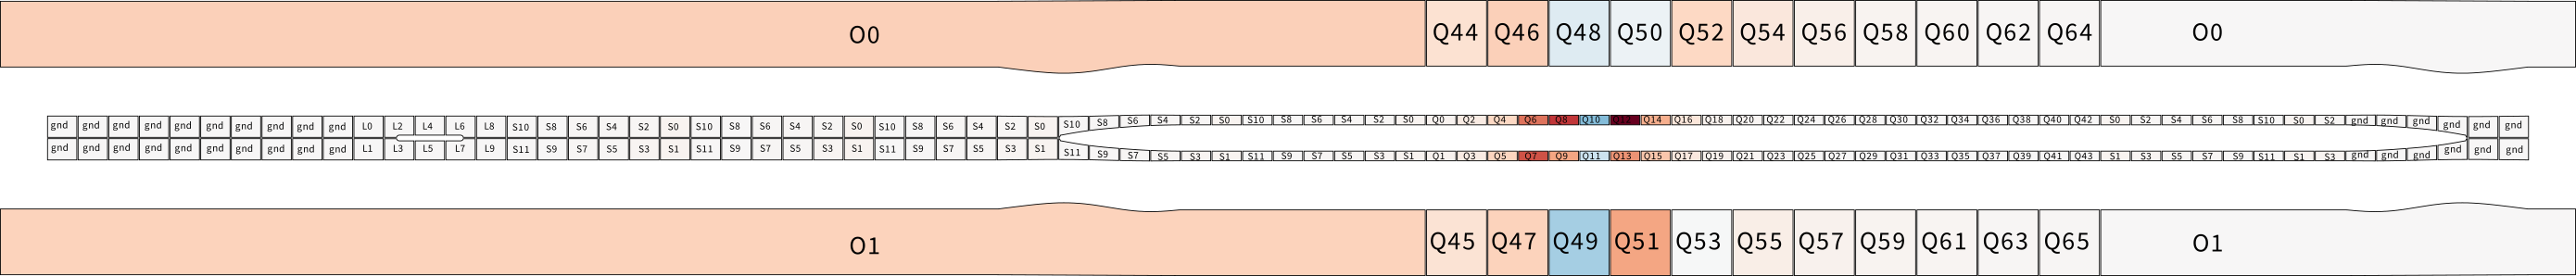 O0 Q44 Q46 Q48 Q50 Q52 Q54 Q56 Q58 Q60 Q62 Q64 O0
gnd gnd gnd gnd gnd gnd gnd gnd gnd gnd L0 L2 L4 L6 L8 S10 S8 S6 S4 S2 S0 S10 S8 S6 S4 S2 S0 S10 S8 S6 S4 S2 S0 S10 S8 S6 S4 S2 S0 S10 S8 S6 S4 S2 S0 Q0 Q2 Q4 Q6 Q8 Q10 Q12 Q14 Q16 Q18 Q20 Q22 Q24 Q26 Q28 Q30 Q32 Q34 Q36 Q38 Q40 Q42 S0 S2 S4 S6 S8 S10 S0 S2 gnd gnd gnd gnd gnd gnd
gnd gnd gnd gnd gnd gnd gnd gnd gnd gnd L1 L3 L5 L7 L9 S11 S9 S7 S5 S3 S1 S11 S9 S7 S5 S3 S1 S11 S9 S7 S5 S3 S1 S11 S9 S7 S5 S3 S1 S11 S9 S7 S5 S3 S1 Q1 Q3 Q5 Q7 Q9 Q11 Q13 Q15 Q17 Q19 Q21 Q23 Q25 Q27 Q29 Q31 Q33 Q35 Q37 Q39 Q41 Q43 S1 S3 S5 S7 S9 S11 S1 S3 gnd gnd gnd gnd gnd gnd
O1 Q45 Q47 Q49 Q51 Q53 Q55 Q57 Q59 Q61 Q63 Q65 O1